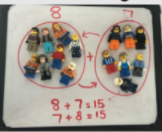 8 7
+
8 + 7 = 15
7 + 8 = 15